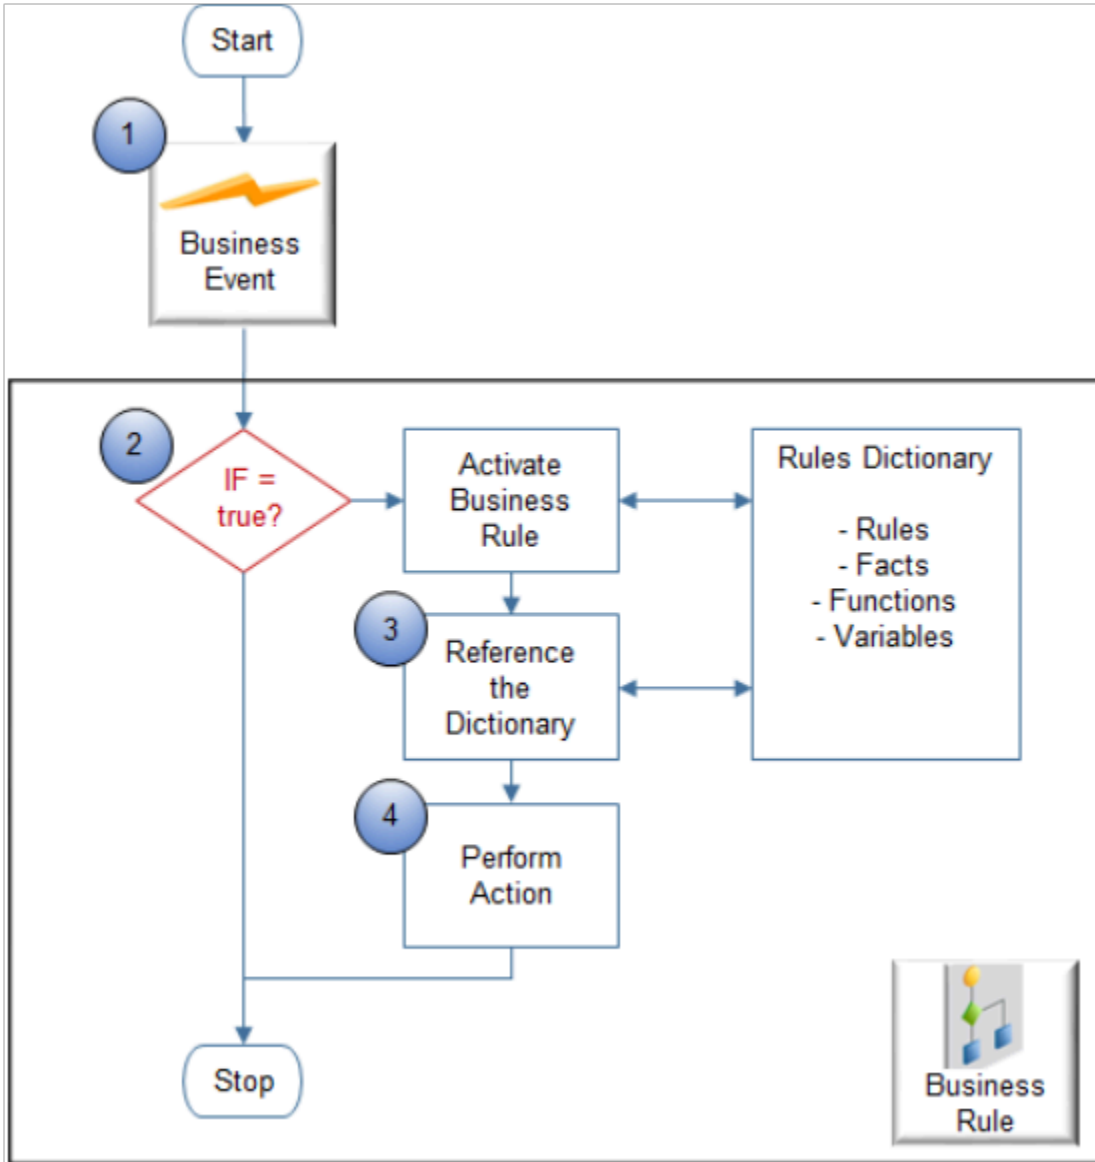 Start
1
Business
Event
2
IF =
true?
Activate
Business
Rule
Rules Dictionary
- Rules
- Facts
- Functions
- Variables
3
Reference
the
Dictionary
4
Perform
Action
Stop
Business
Rule